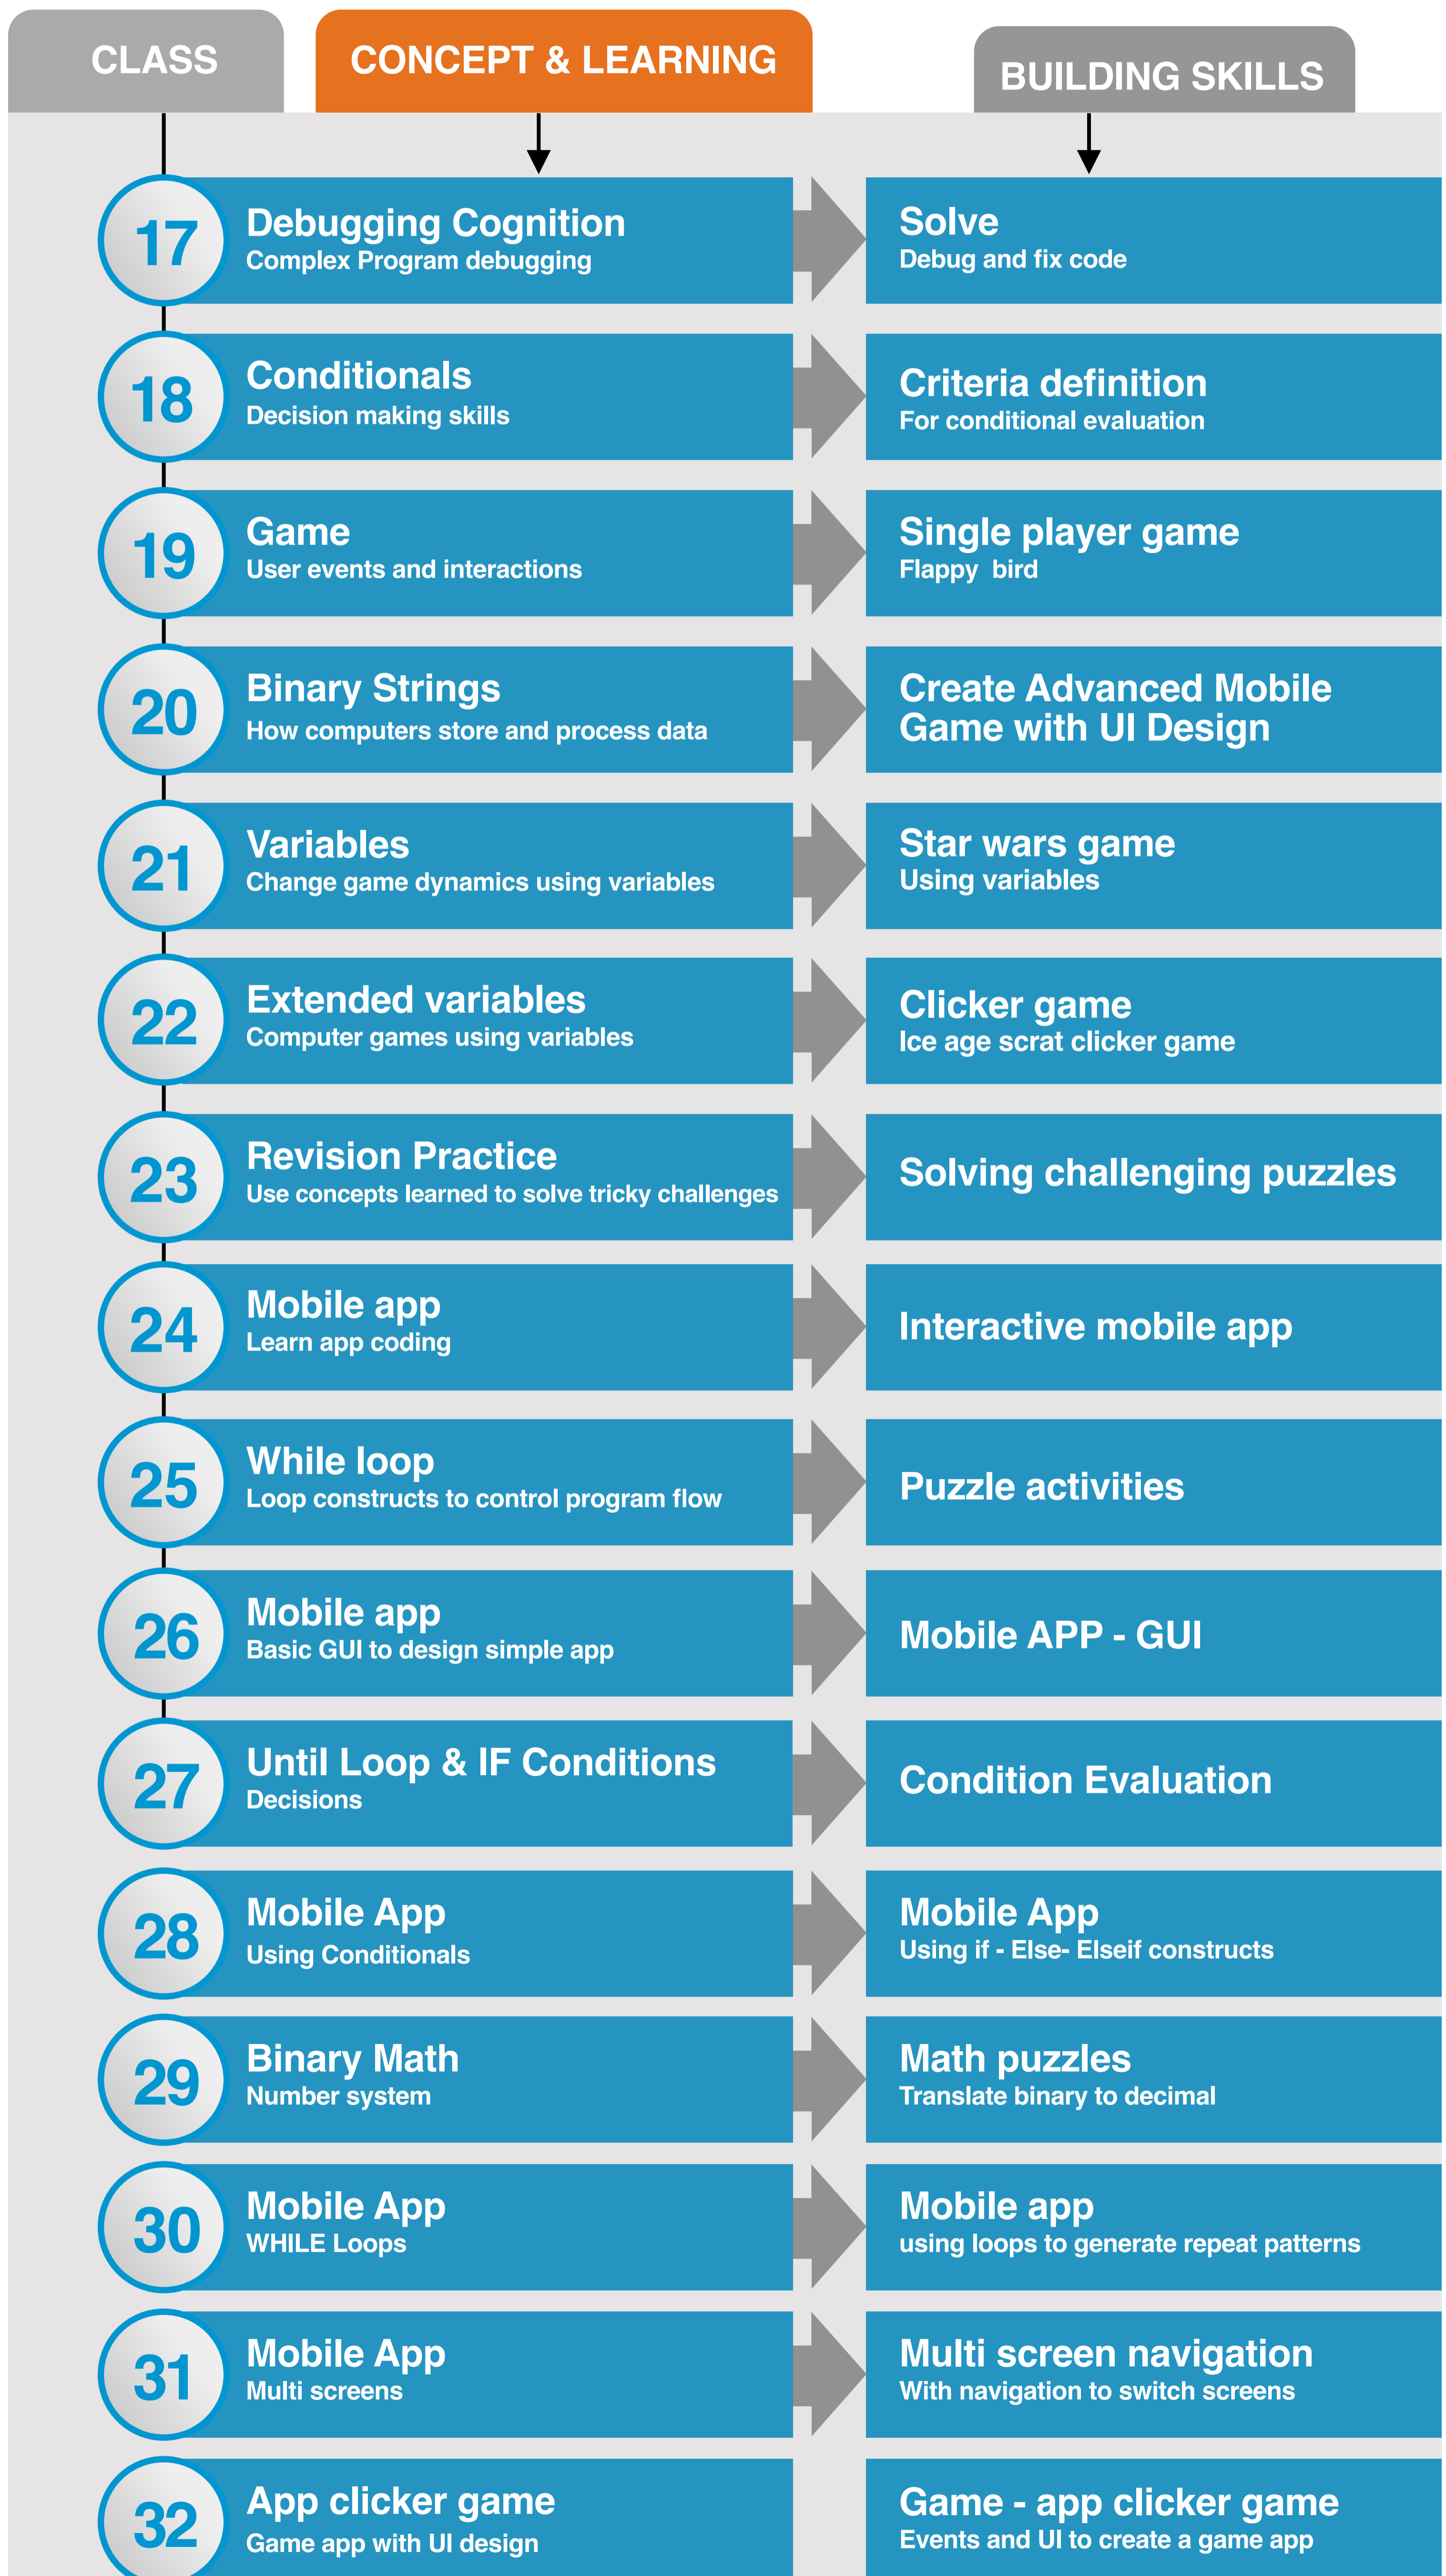 CLASS
CONCEPT & LEARNING
BUILDING SKILLS
17
Debugging Cognition
Complex Program debugging
Solve
Debug and fix code
18
Conditionals
Decision making skills
Criteria definition
For conditional evaluation
19
Game
User events and interactions
Single player game
Flappy bird
20
Binary Strings
How computers store and process data
Create Advanced Mobile
Game with UI Design
21
Variables
Change game dynamics using variables
Star wars game
Using variables
22
Extended variables
Computer games using variables
Clicker game
Ice age scrat clicker game
23
Revision Practice
Use concepts learned to solve tricky challenges
Solving challenging puzzles
24
Mobile app
Learn app coding
Interactive mobile app
25
While loop
Loop constructs to control program flow
Puzzle activities
26
Mobile app
Basic GUI to design simple app
Mobile APP - GUI
27
Until Loop & IF Conditions
Decisions
Condition Evaluation
28
Mobile App
Using Conditionals
Mobile App
Using if - Else- Elseif constructs
29
Binary Math
Number system
Math puzzles
Translate binary to decimal
30
Mobile App
WHILE Loops
Mobile app
using loops to generate repeat patterns
31
Mobile App
Multi screens
Multi screen navigation
With navigation to switch screens
32
App clicker game
Game app with UI design
Game - app clicker game
Events and UI to create a game app